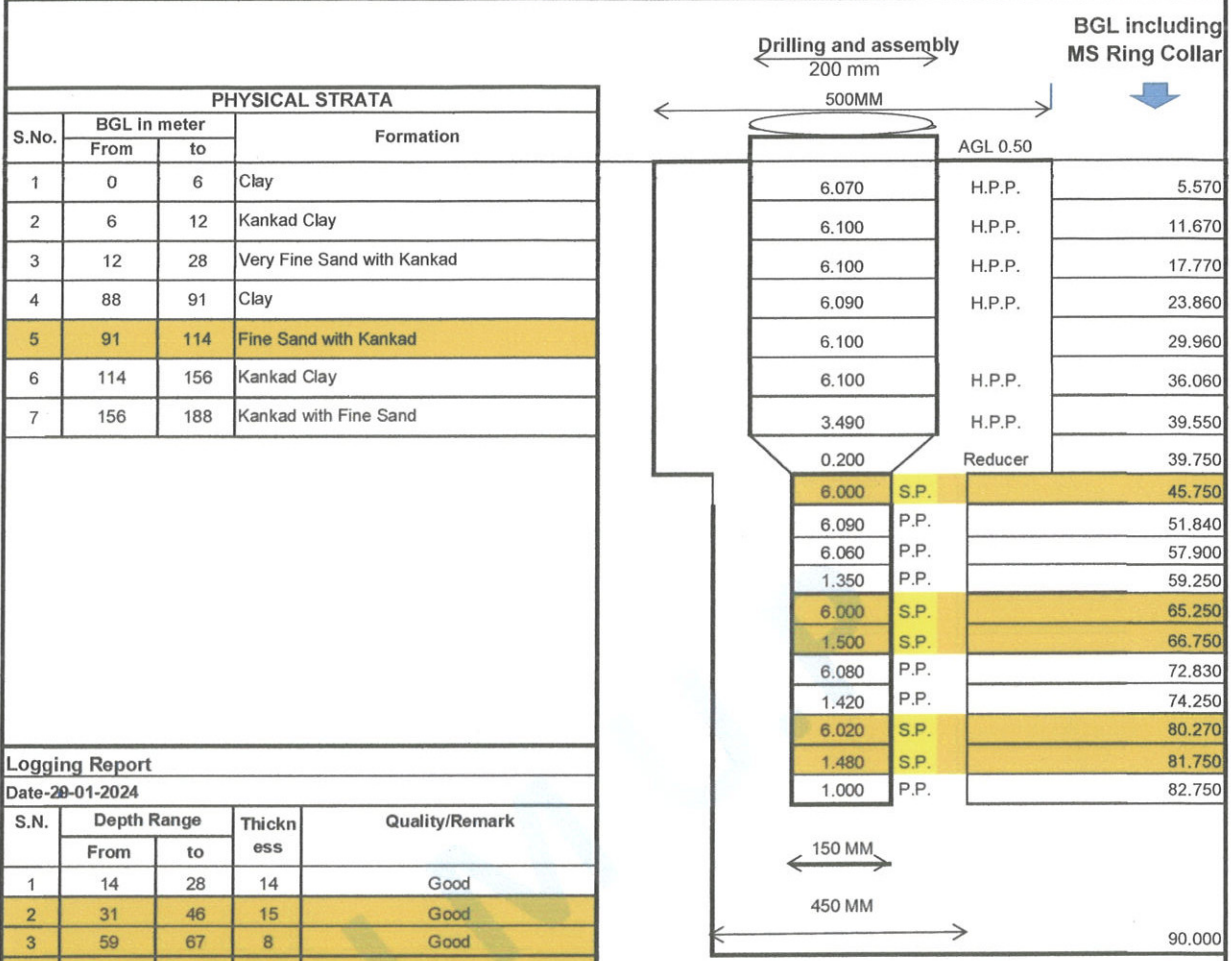 BGL including
MS Ring Collar
Drilling and assembly
200 mm
500MM
PHYSICAL STRATA
S.No. BGL in meter Formation
From to
1 0 6 Clay
2 6 12 Kankad Clay
3 12 28 Very Fine Sand with Kankad
4 88 91 Clay
5 91 114 Fine Sand with Kankad
6 114 156 Kankad Clay
7 156 188 Kankad with Fine Sand
AGL 0.50
6.070 H.P.P. 5.570
6.100 H.P.P. 11.670
6.100 H.P.P. 17.770
6.090 H.P.P. 23.860
6.100 29.960
6.100 H.P.P. 36.060
3.490 H.P.P. 39.550
0.200 Reducer 39.750
6.000 S.P. 45.750
6.090 P.P. 51.840
6.060 P.P. 57.900
1.350 P.P. 59.250
6.000 S.P. 65.250
1.500 S.P. 66.750
6.080 P.P. 72.830
1.420 P.P. 74.250
6.020 S.P. 80.270
1.480 S.P. 81.750
1.000 P.P. 82.750
150 MM
450 MM
90.000
Logging Report
Date-29-01-2024
S.N. Depth Range Thickn Quality/Remark
From to ess
1 14 28 14 Good
2 31 46 15 Good
3 59 67 8 Good